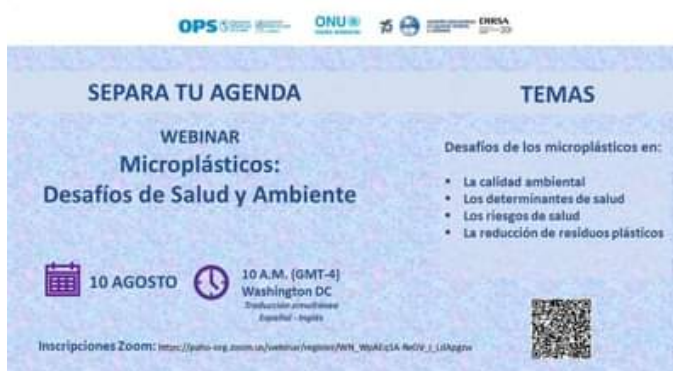 OPS
ONU
75
DIRSA
SEPARA TU AGENDA
WEBINAR
Microplásticos:
Desafíos de Salud y Ambiente
10 AGOSTO
10 A.M. (GMT-4)
Washington DC
Traducción simultánea
Español - Inglés
Inscripciones Zoom:
TEMAS
Desafíos de los microplásticos en:
▪ La calidad ambiental
▪ Los determinantes de salud
▪ Los riesgos de salud
▪ La reducción de residuos plásticos